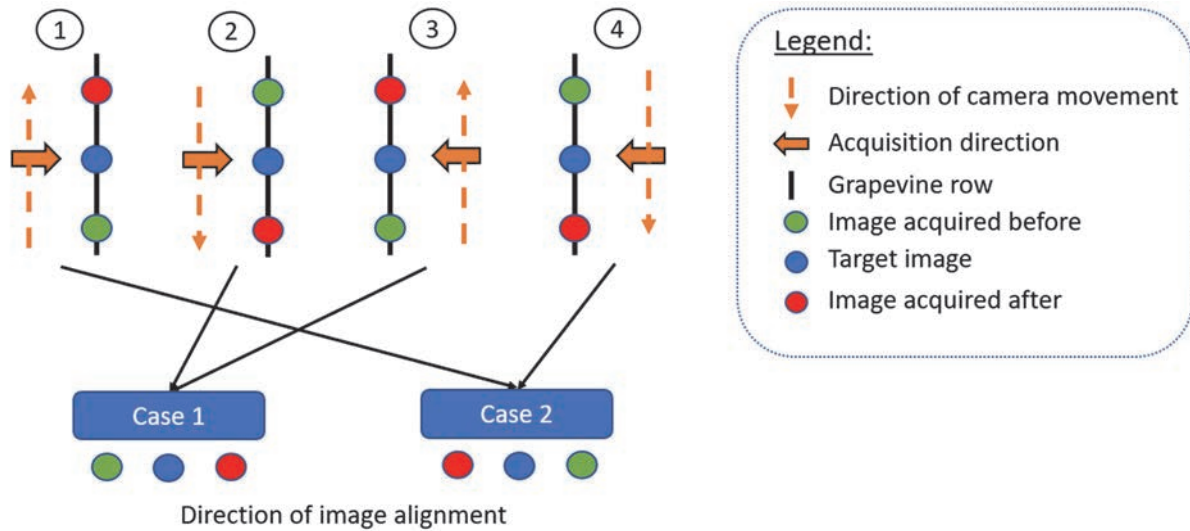 1
2
3
4
Legend:
Direction of camera movement
Acquisition direction
Grapevine row
Image acquired before
Target image
Image acquired after
Case 1
Case 2
Direction of image alignment